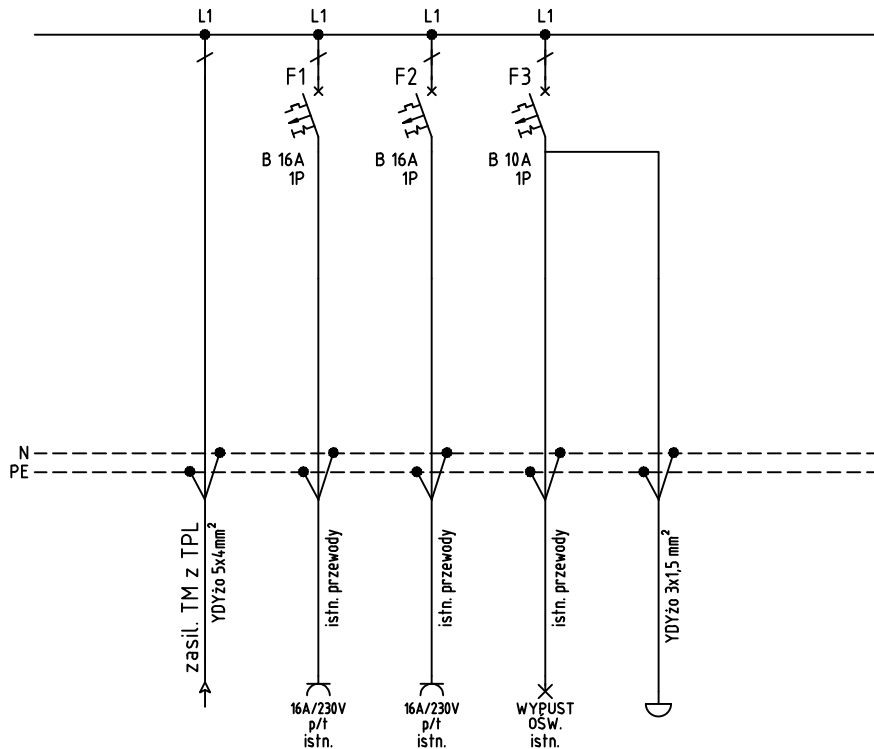 L1 L1 L1 L1
F1 F2 F3
B 16A B 16A B 10A
1P 1P 1P
N
PE
zasil. TM z TPL
YDYżo 5x4mm²
istn. przewody
istn. przewody
istn. przewody
YDYżo 3x1,5 mm²
16A/230V
p/t
istn.
16A/230V
p/t
istn.
WYPUST
OŚW.
istn.